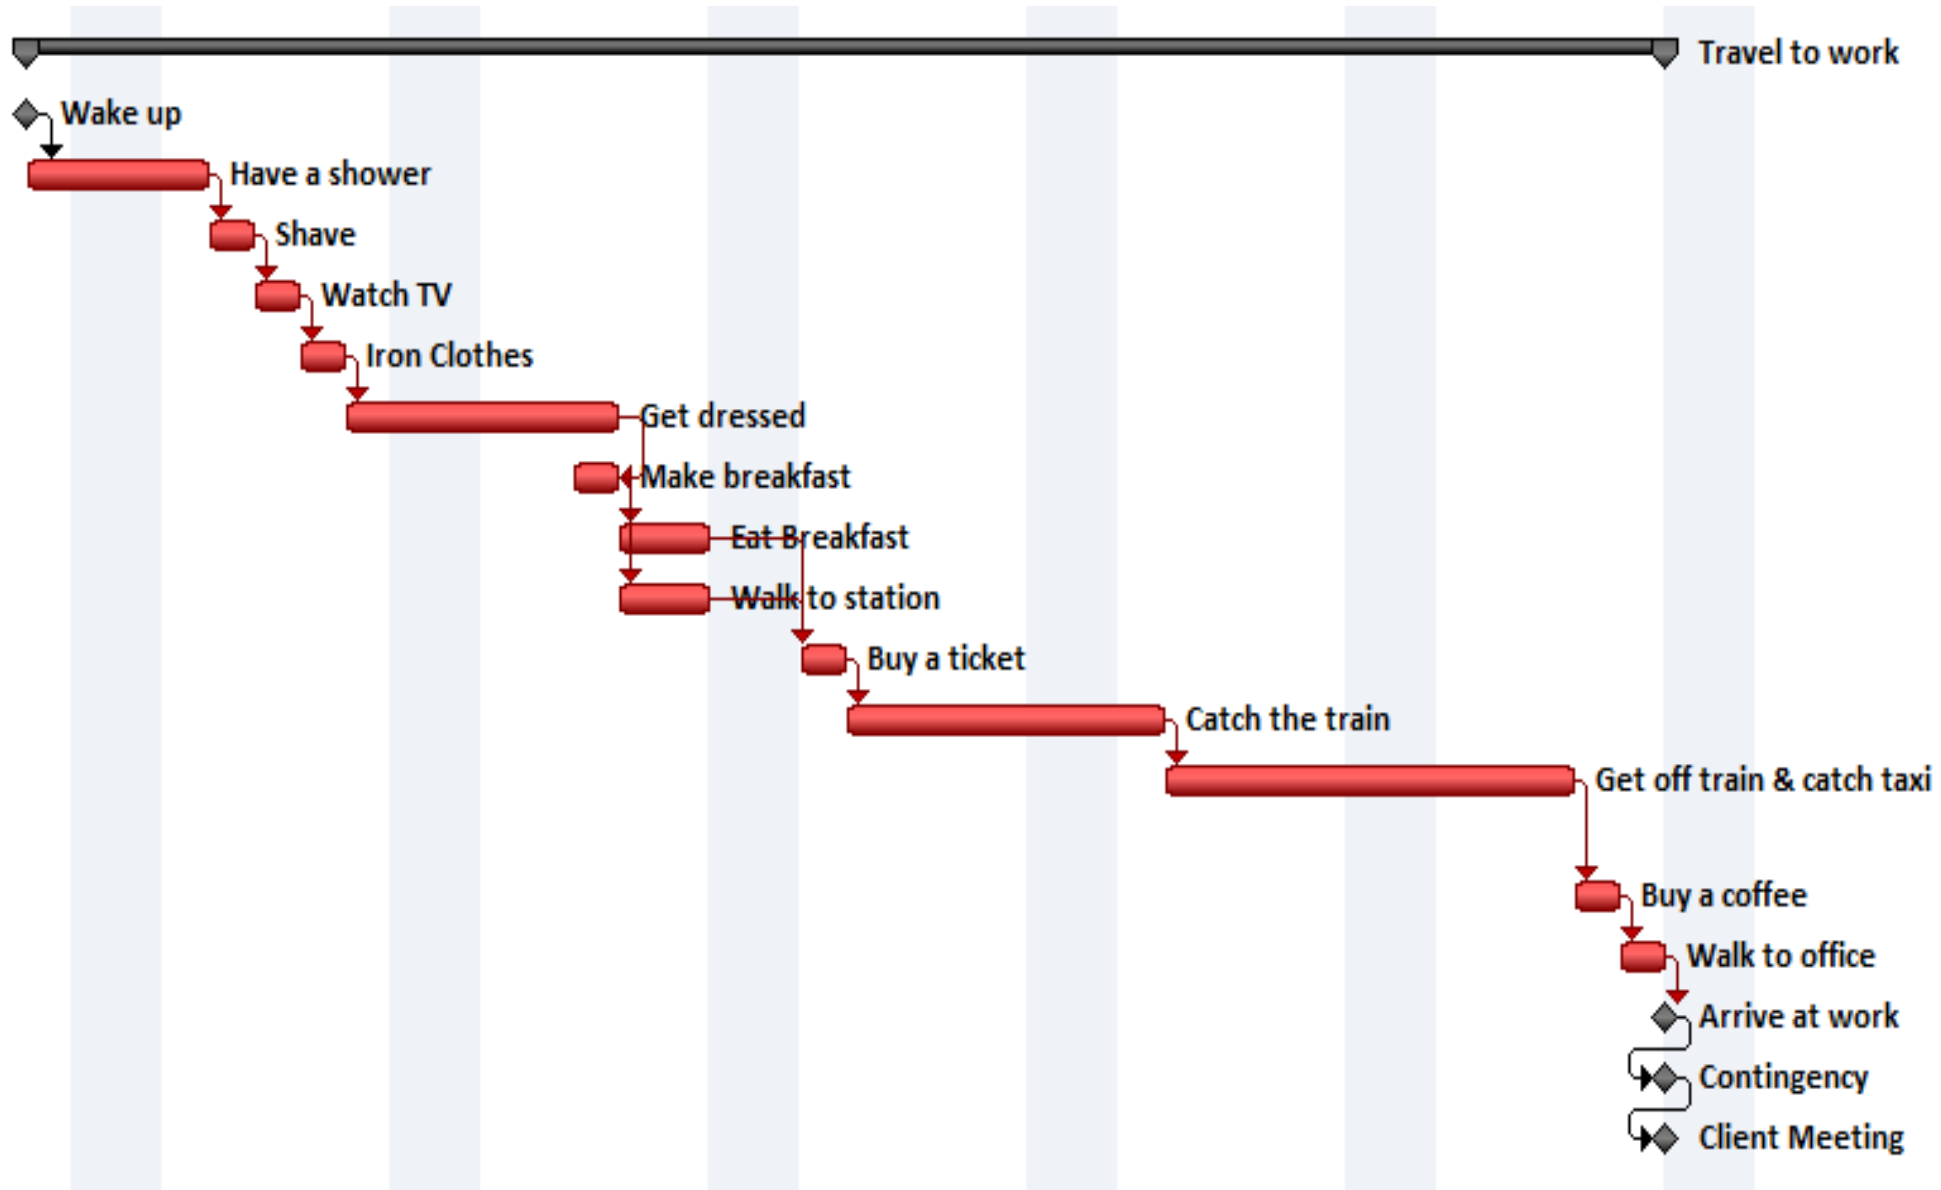 Travel to work
Wake up
Have a shower
Shave
Watch TV
Iron Clothes
Get dressed
Make breakfast
Eat Breakfast
Walk to station
Buy a ticket
Catch the train
Get off train & catch taxi
Buy a coffee
Walk to office
Arrive at work
Contingency
Client Meeting